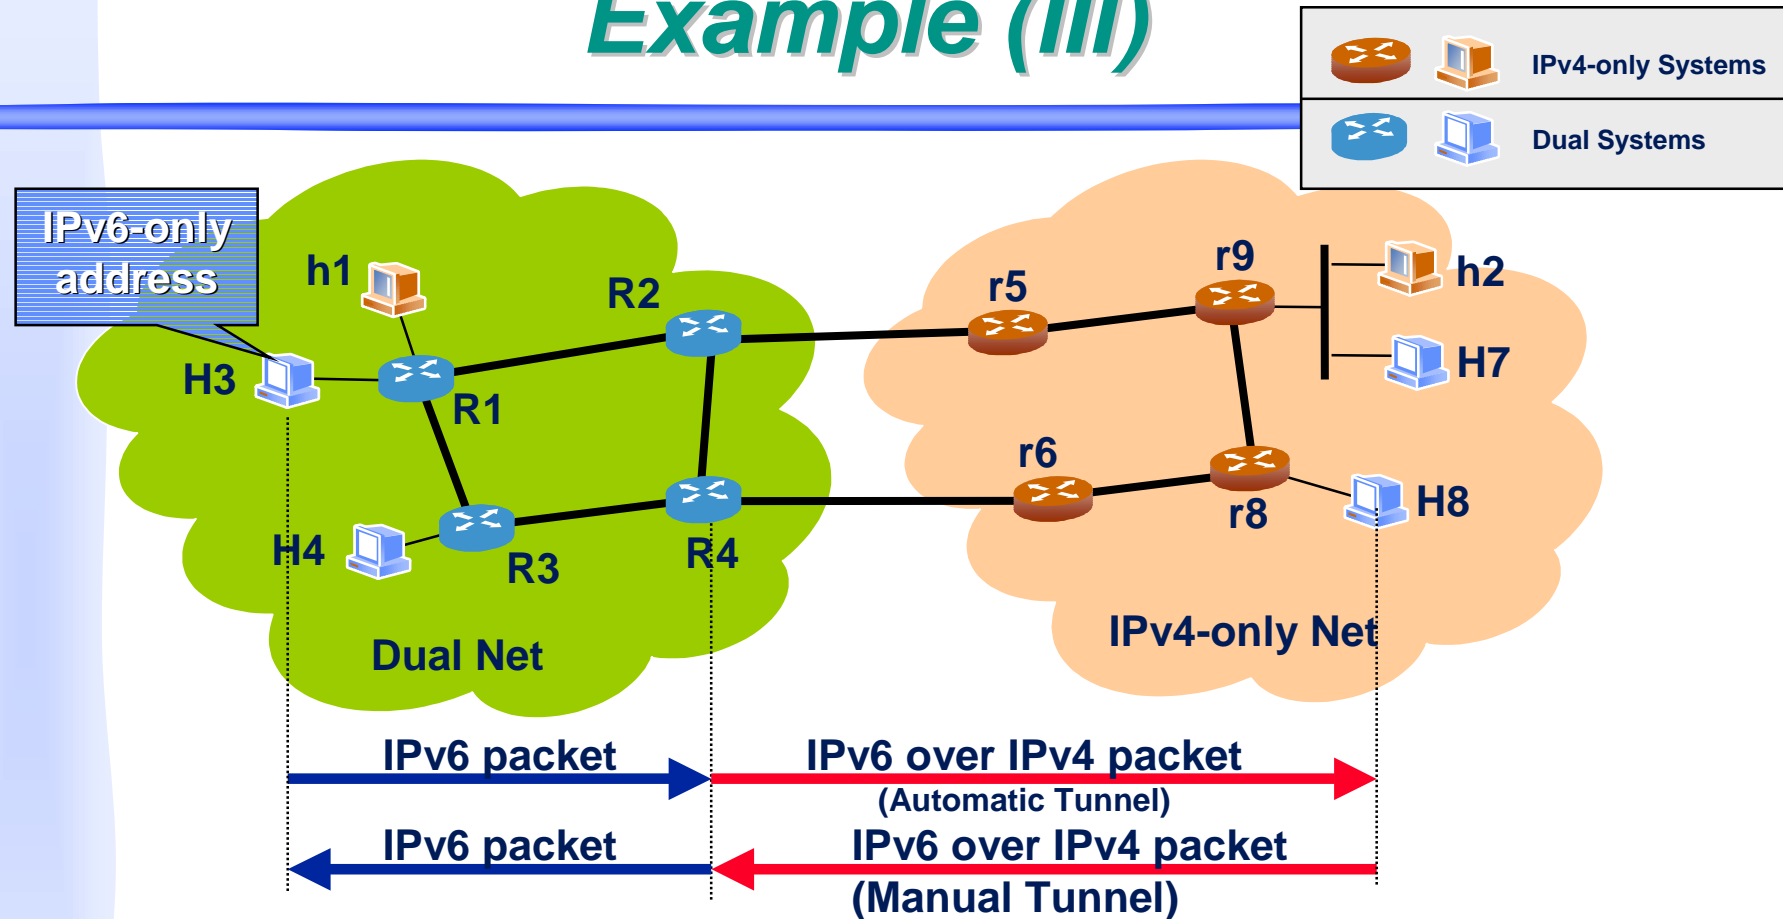 Example (III)
IPv4-only Systems
Dual Systems
IPv6-only
address
h1
R2
r5
r9
h2
H3
R1
H7
r6
H4
R3
R4
r8
H8
Dual Net
IPv4-only Net
IPv6 packet
IPv6 over IPv4 packet
(Automatic Tunnel)
IPv6 packet
IPv6 over IPv4 packet
(Manual Tunnel)